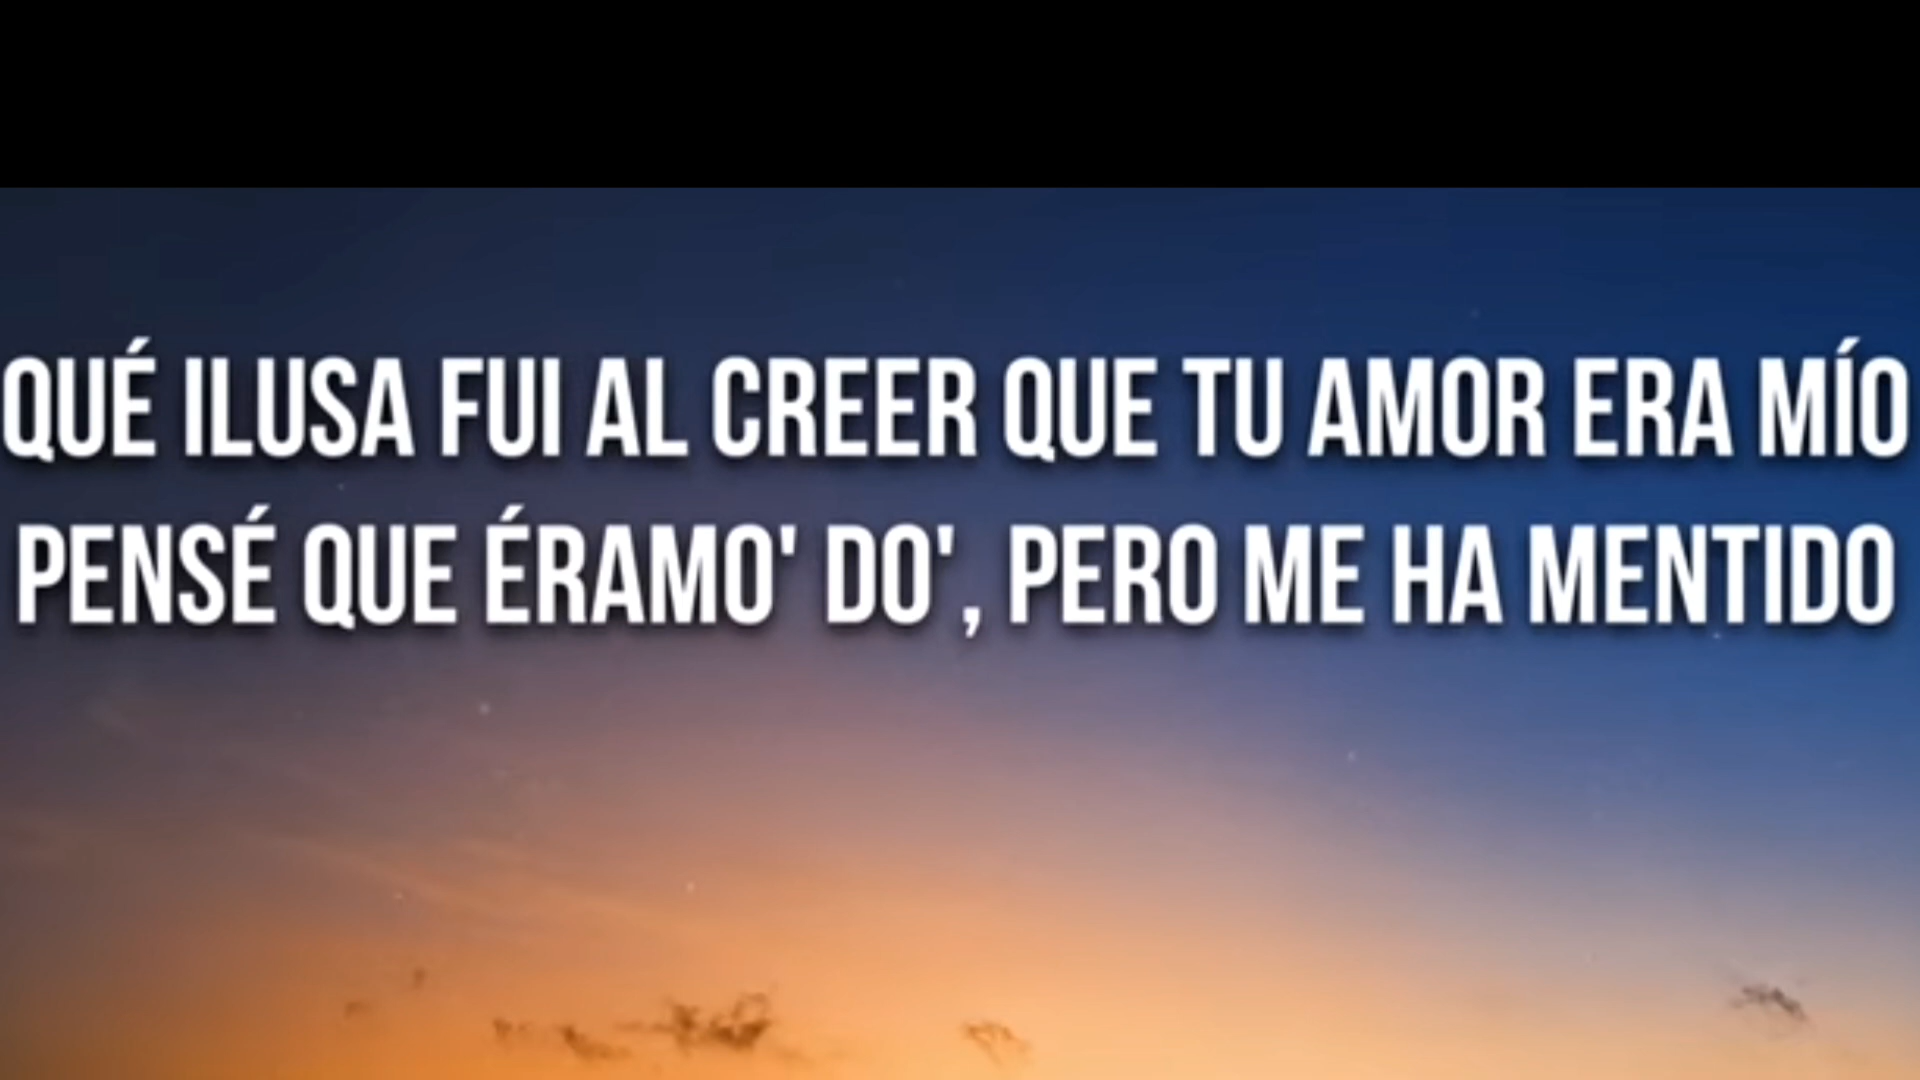 QUÉ ILUSA FUI AL CREER QUE TU AMOR ERA MÍO
PENSÉ QUE ÉRAMO' DO', PERO ME HA MENTIDO